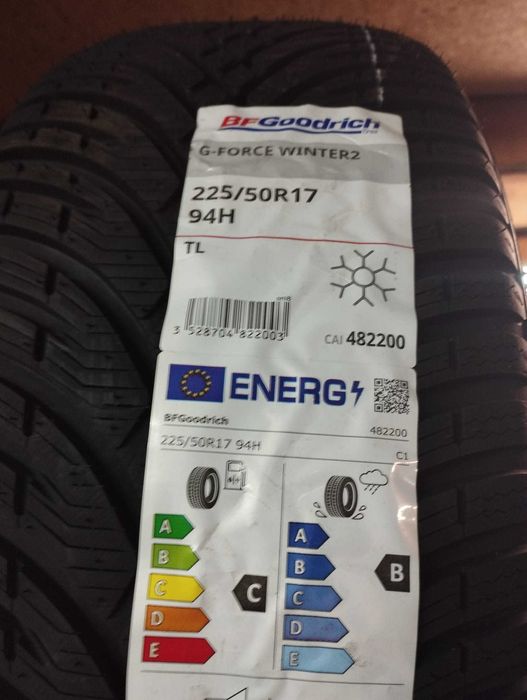 BFGoodrich
G-FORCE WINTER2
225/50R17
94H
TL
3 528704 822003
CAI 482200
ENERG
BFGoodrich
482200
225/50R17 94H
C1
A
B
C
D
E
C
A
B
C
D
E
B